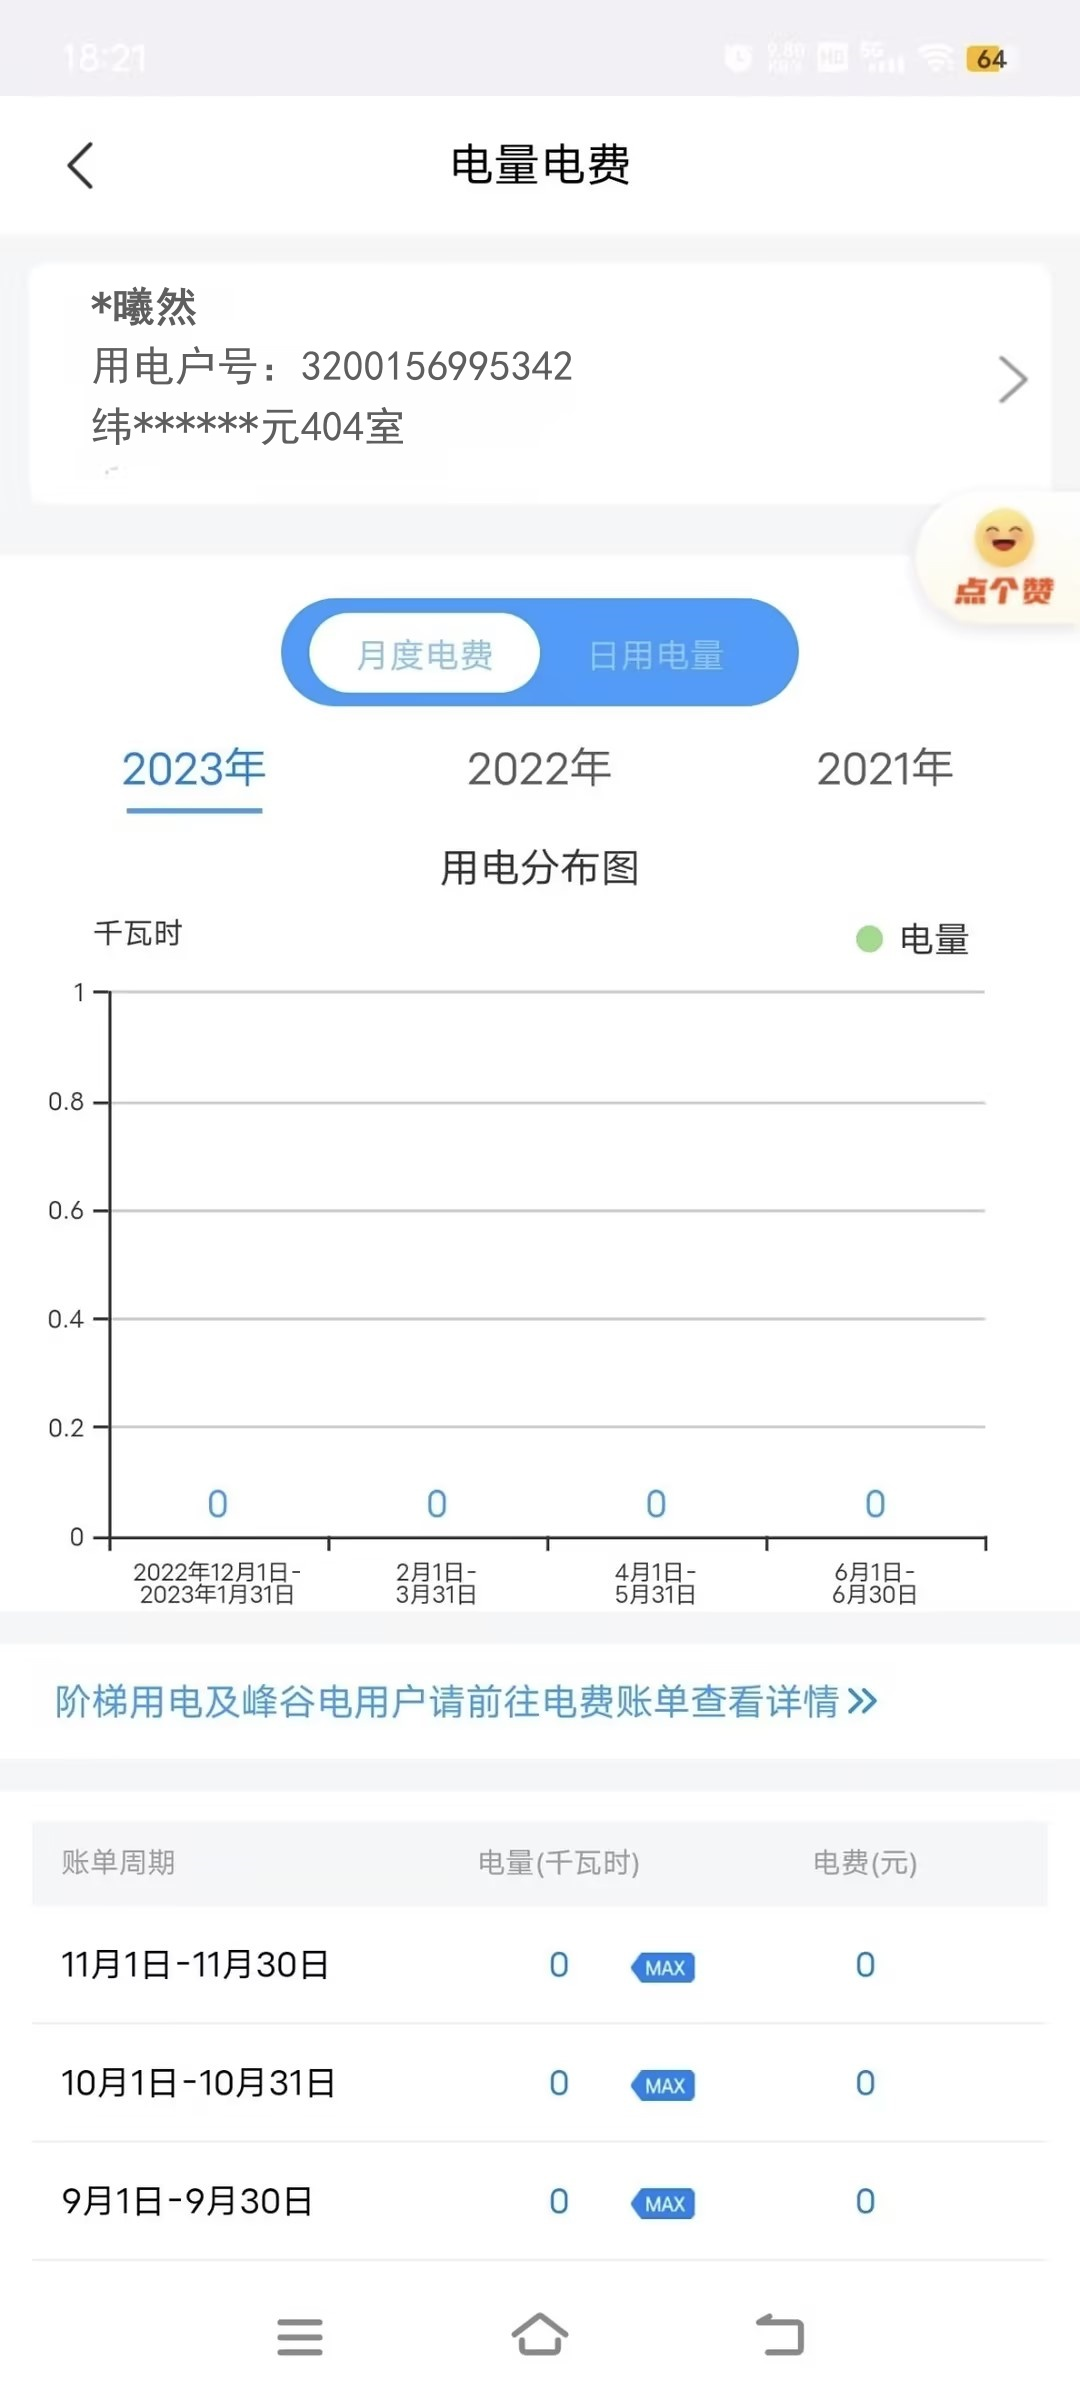 18:21
9.80 KB/s HD 5G 64
电量电费
*曦然
用电户号：3200156995342
纬******元404室
点个赞
月度电费 日用电量
2023年 2022年 2021年
用电分布图
千瓦时 电量
1
0.8
0.6
0.4
0.2
0 0 0 0
0
2022年12月1日- 2月1日- 4月1日- 6月1日-
2023年1月31日 3月31日 5月31日 6月30日
阶梯用电及峰谷电用户请前往电费账单查看详情
账单周期 电量(千瓦时) 电费(元)
11月1日-11月30日 0 MAX 0
10月1日-10月31日 0 MAX 0
9月1日-9月30日 0 MAX 0